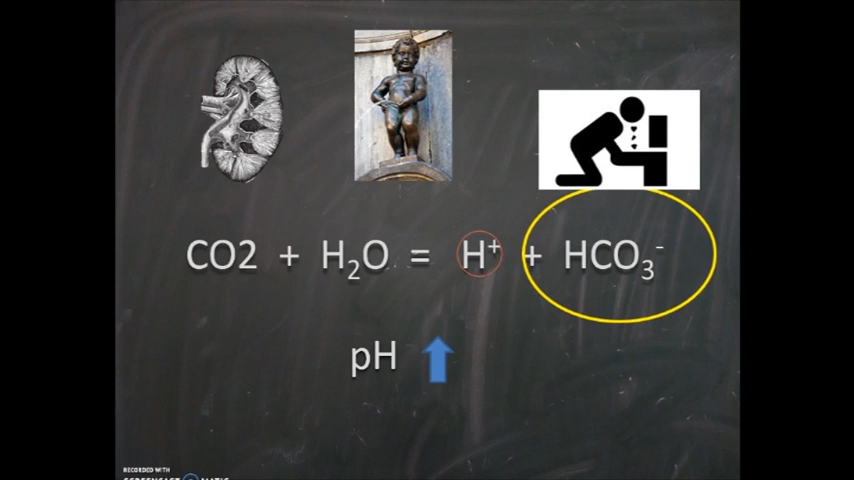 CO2 + H₂O = H⁺ + HCO₃⁻
pH
RECORDED WITH